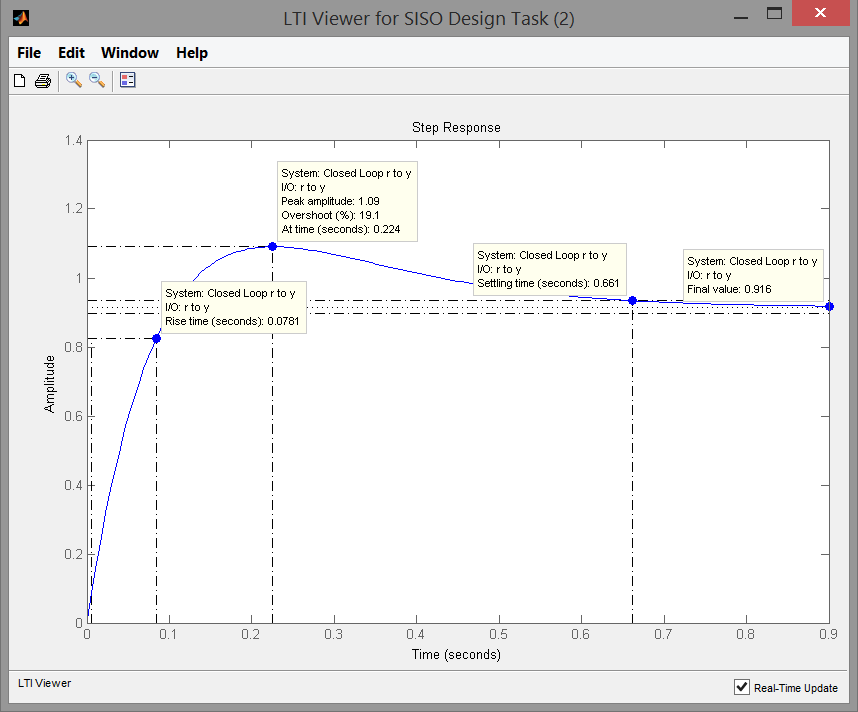 LTI Viewer for SISO Design Task (2)
File Edit Window Help
Step Response
System: Closed Loop r to y
I/O: r to y
Peak amplitude: 1.09
Overshoot (%): 19.1
At time (seconds): 0.224
System: Closed Loop r to y
I/O: r to y
Settling time (seconds): 0.661
System: Closed Loop r to y
I/O: r to y
Final value: 0.916
System: Closed Loop r to y
I/O: r to y
Rise time (seconds): 0.0781
Amplitude
1.4
1.2
1
0.8
0.6
0.4
0.2
0
0 0.1 0.2 0.3 0.4 0.5 0.6 0.7 0.8 0.9
Time (seconds)
LTI Viewer
Real-Time Update